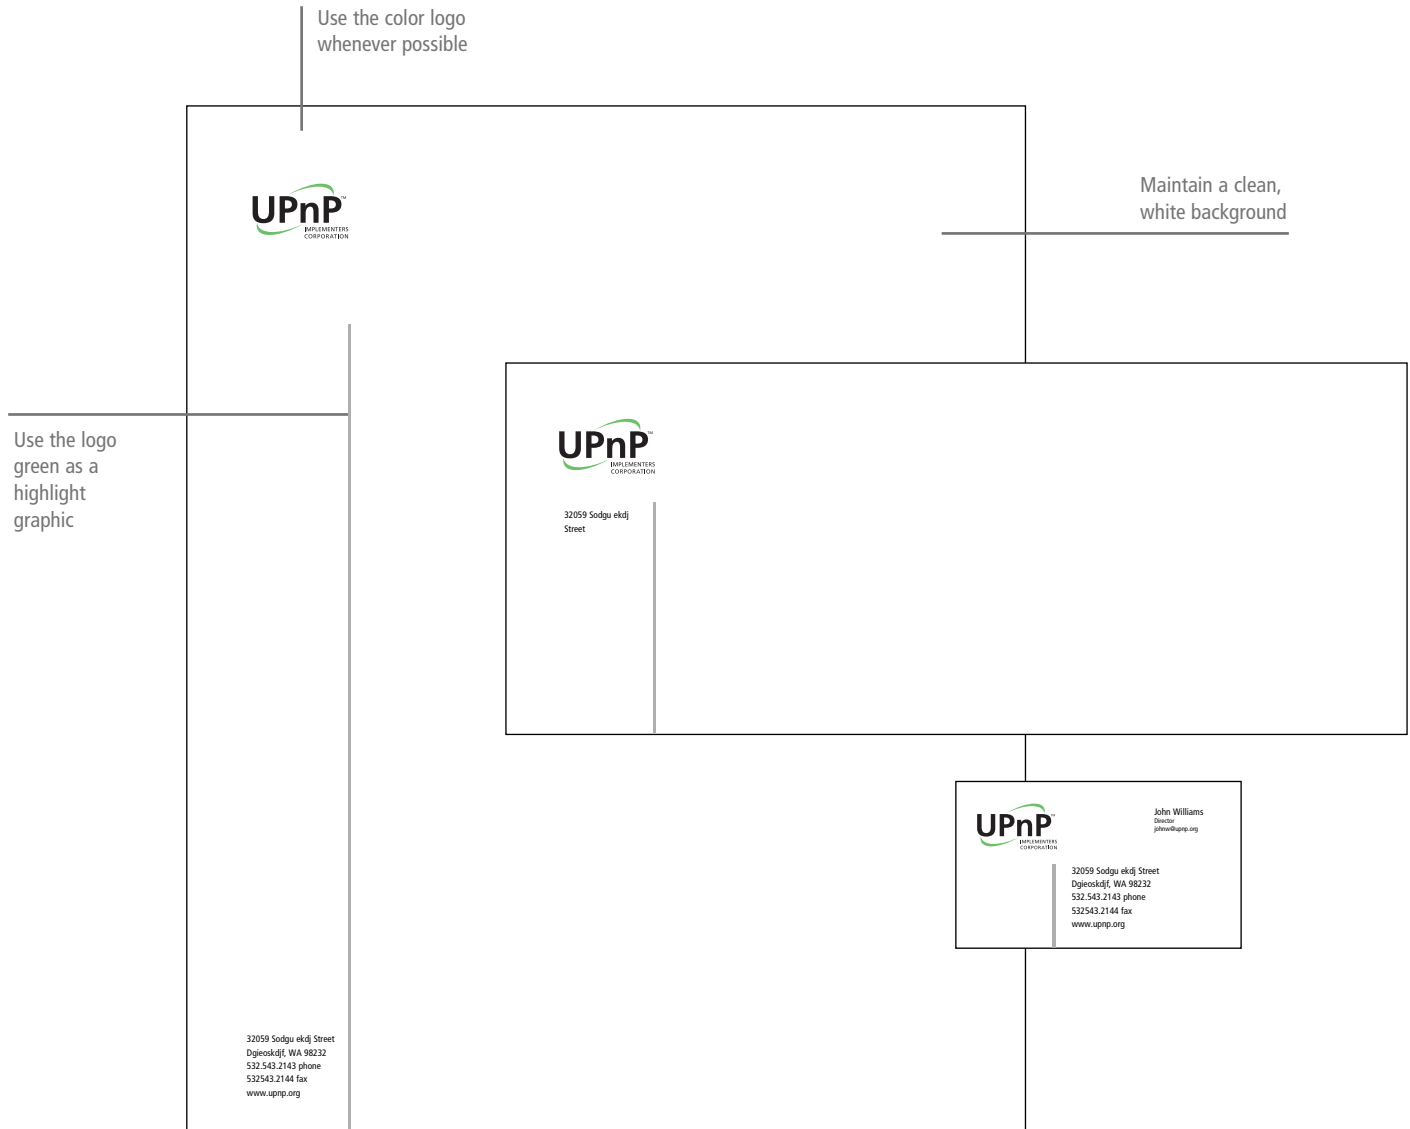 Use the color logo
whenever possible
UPnP™
IMPLEMENTERS
CORPORATION
Maintain a clean,
white background
Use the logo
green as a
highlight
graphic
UPnP™
IMPLEMENTERS
CORPORATION
32059 Sodgu ekdj
Street
UPnP™
IMPLEMENTERS
CORPORATION
John Williams
Director
johnw@upnp.org
32059 Sodgu ekdj Street
Dgieoskdjf, WA 98232
532.543.2143 phone
532543.2144 fax
www.upnp.org
32059 Sodgu ekdj Street
Dgieoskdjf, WA 98232
532.543.2143 phone
532543.2144 fax
www.upnp.org